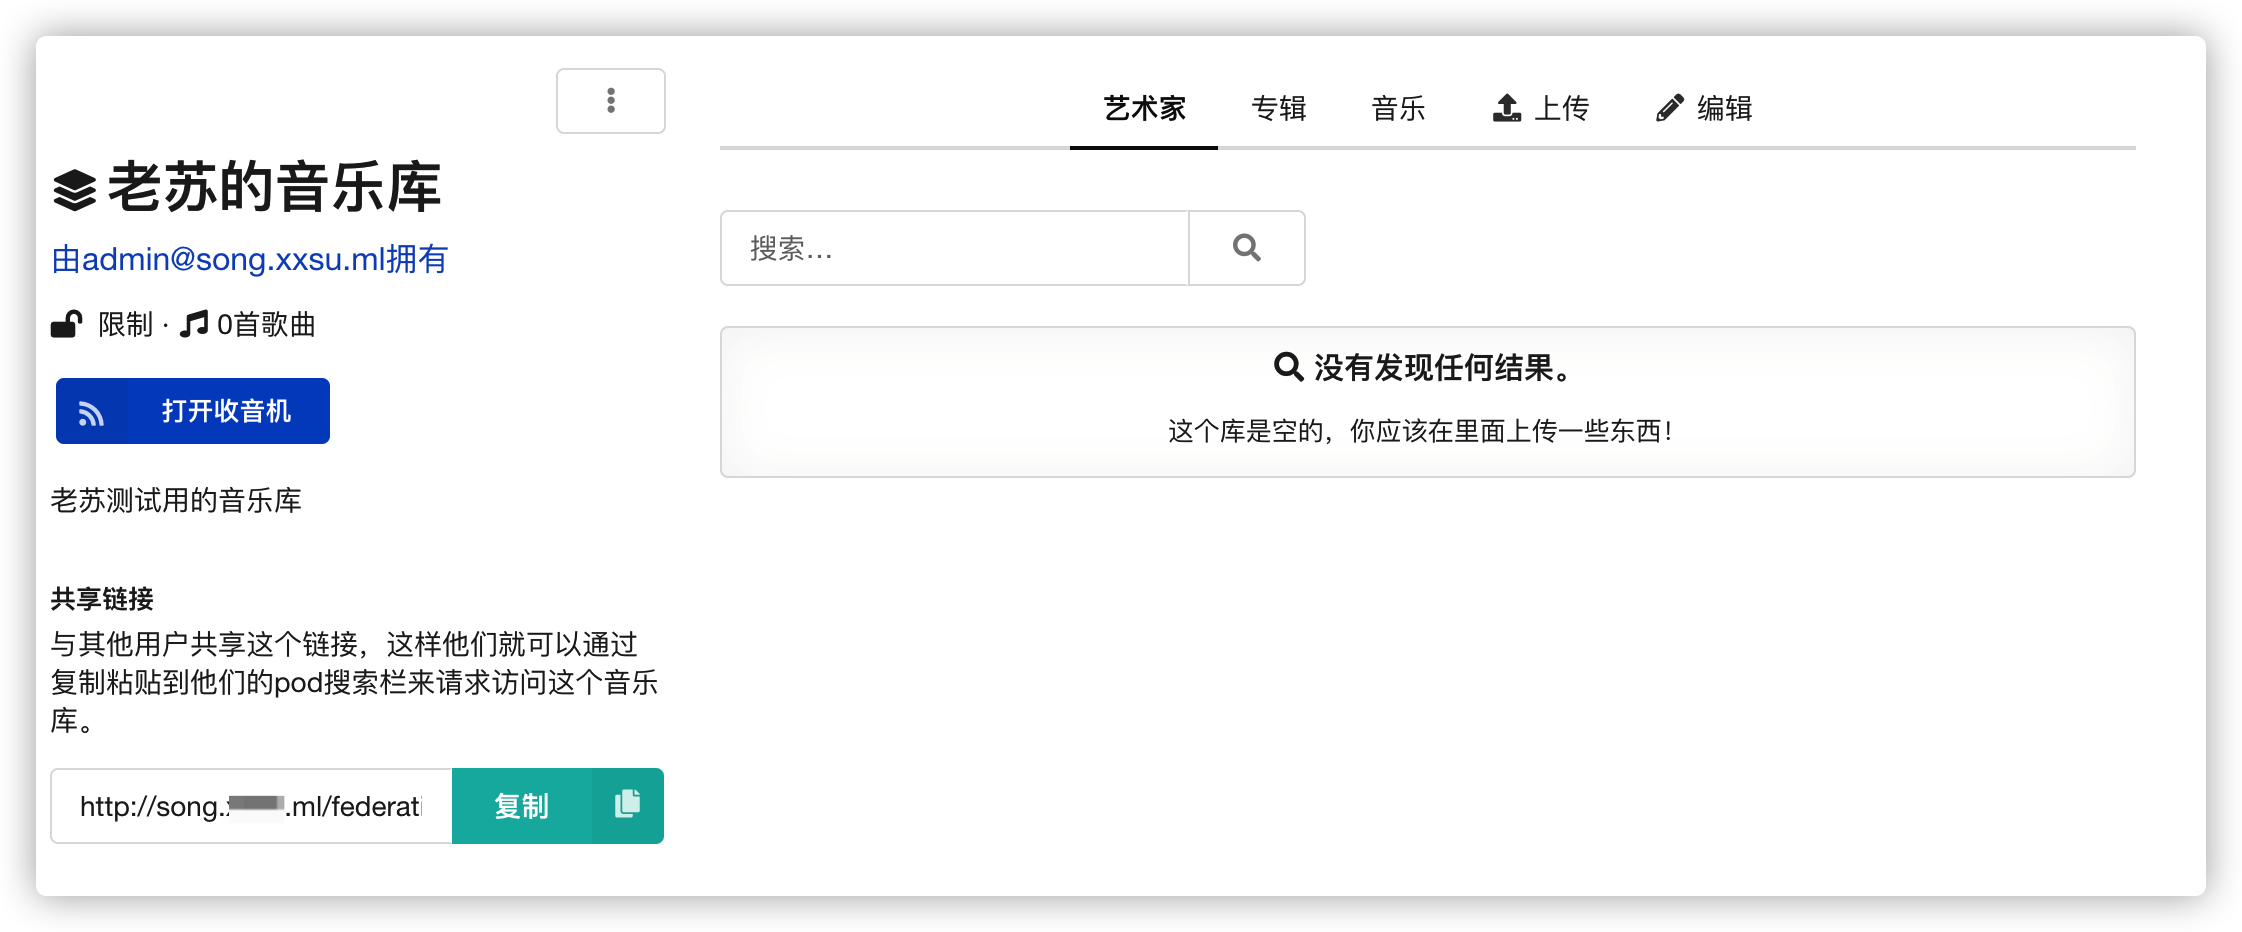 老苏的音乐库
由admin@song.xxsu.ml拥有
限制 · 0首歌曲
打开收音机
老苏测试用的音乐库
共享链接
与其他用户共享这个链接，这样他们就可以通过
复制粘贴到他们的pod搜索栏来请求访问这个音乐
库。
http://song. .ml/federati
复制
艺术家 专辑 音乐 上传 编辑
搜索...
没有发现任何结果。
这个库是空的，你应该在里面上传一些东西！